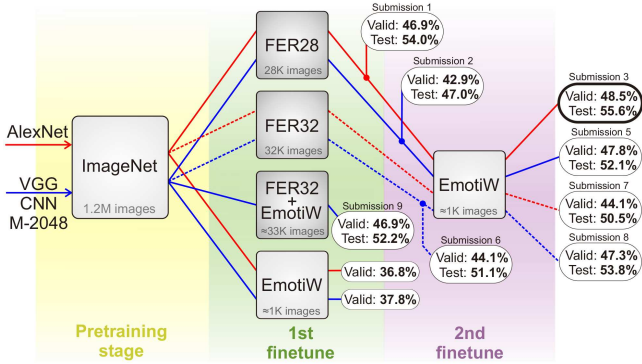 AlexNet
VGG
CNN
M-2048
ImageNet
1.2M images
FER28
28K images
FER32
32K images
FER32
+
EmotiW
≈33K images
EmotiW
≈1K images
Submission 1
Valid: 46.9%
Test: 54.0%
Submission 2
Valid: 42.9%
Test: 47.0%
Submission 9
Valid: 46.9%
Test: 52.2%
Valid: 36.8%
Valid: 37.8%
EmotiW
≈1K images
Submission 6
Valid: 44.1%
Test: 51.1%
Submission 3
Valid: 48.5%
Test: 55.6%
Submission 5
Valid: 47.8%
Test: 52.1%
Submission 7
Valid: 44.1%
Test: 50.5%
Submission 8
Valid: 47.3%
Test: 53.8%
Pretraining
stage
1st
finetune
2nd
finetune